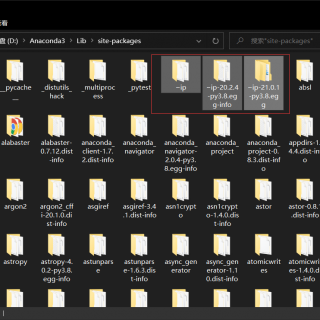 看
盘 (D:) > Anaconda3 > Lib > site-packages
搜索"site-packages"
__pycache__
_distutils_hack
_multiprocess
_pytest
~ip
~ip-20.2.4-py3.8.egg-info
~ip-21.0.1-py3.8.egg
absl
alabaster
alabaster-0.7.12.dist-info
anaconda_client-1.7.2.dist-info
anaconda_navigator
anaconda_navigator-2.0.4-py3.8.egg-info
anaconda_project
anaconda_project-0.8.3.dist-info
appdirs-1.4.4.dist-info
argon2
argon2_cffi-20.1.0.dist-info
asgiref
asgiref-3.4.1.dist-info
asn1crypto
asn1crypto-1.4.0.dist-info
astor
astor-0.8.1.dist-info
astropy
astropy-4.0.2-py3.8.egg-info
astunparse
astunparse-1.6.3.dist-info
async_generator
async_generator-1.10.dist-info
atomicwrites
atomicwrites-1.4.0.dist-info